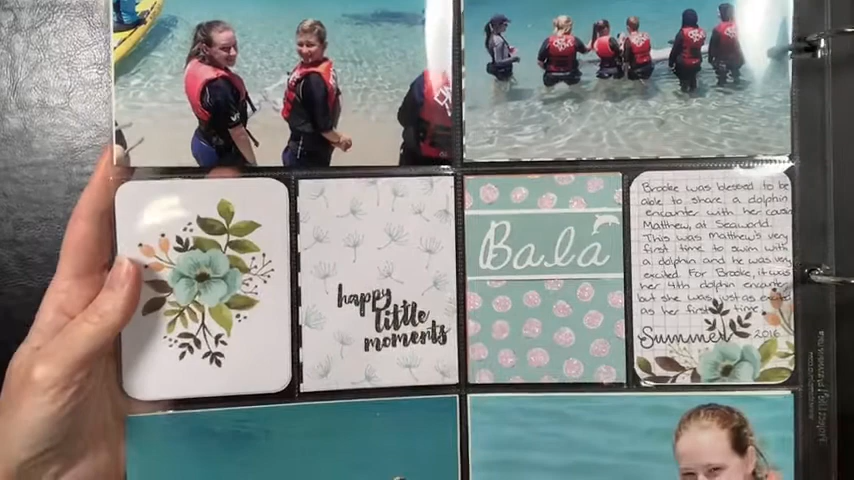 happy
little
moments
Bala
Brooke was blessed to be
able to share a dolphin
encounter with her cousin
Matthew, at Seaworld.
This was Matthew's very
first time to swim with
a dolphin and he was very
excited. For Brooke, it was
her 4th dolphin encounter
but she was just as excited
as her first time
Summer 2016